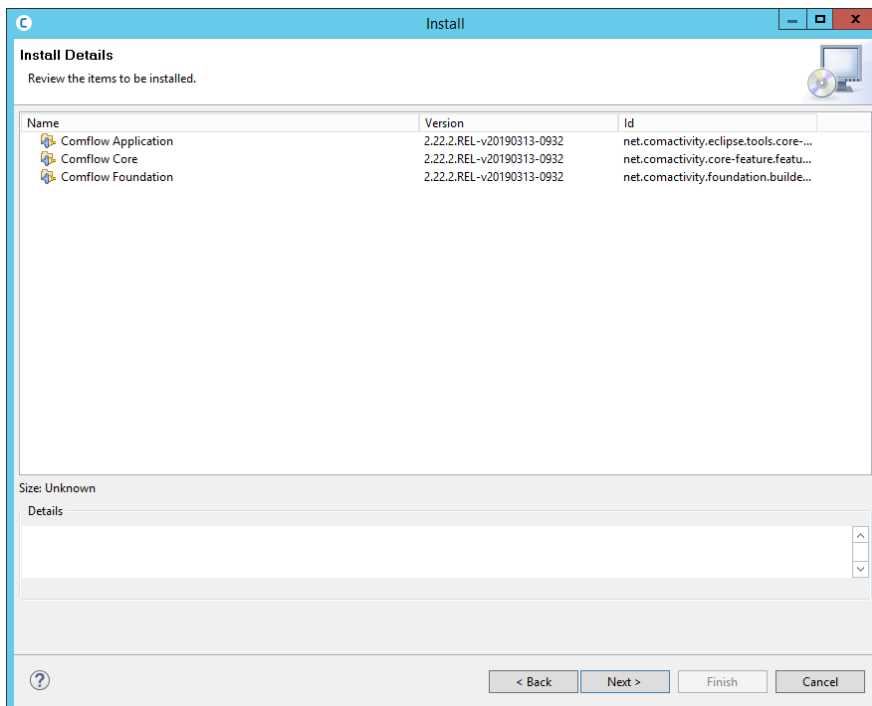 C
Install
x
Install Details
Review the items to be installed.
Name Version Id
Comflow Application 2.22.2.REL-v20190313-0932 net.comactivity.eclipse.tools.core-...
Comflow Core 2.22.2.REL-v20190313-0932 net.comactivity.core-feature.featu...
Comflow Foundation 2.22.2.REL-v20190313-0932 net.comactivity.foundation.builde...
Size: Unknown
Details
? < Back Next > Finish Cancel